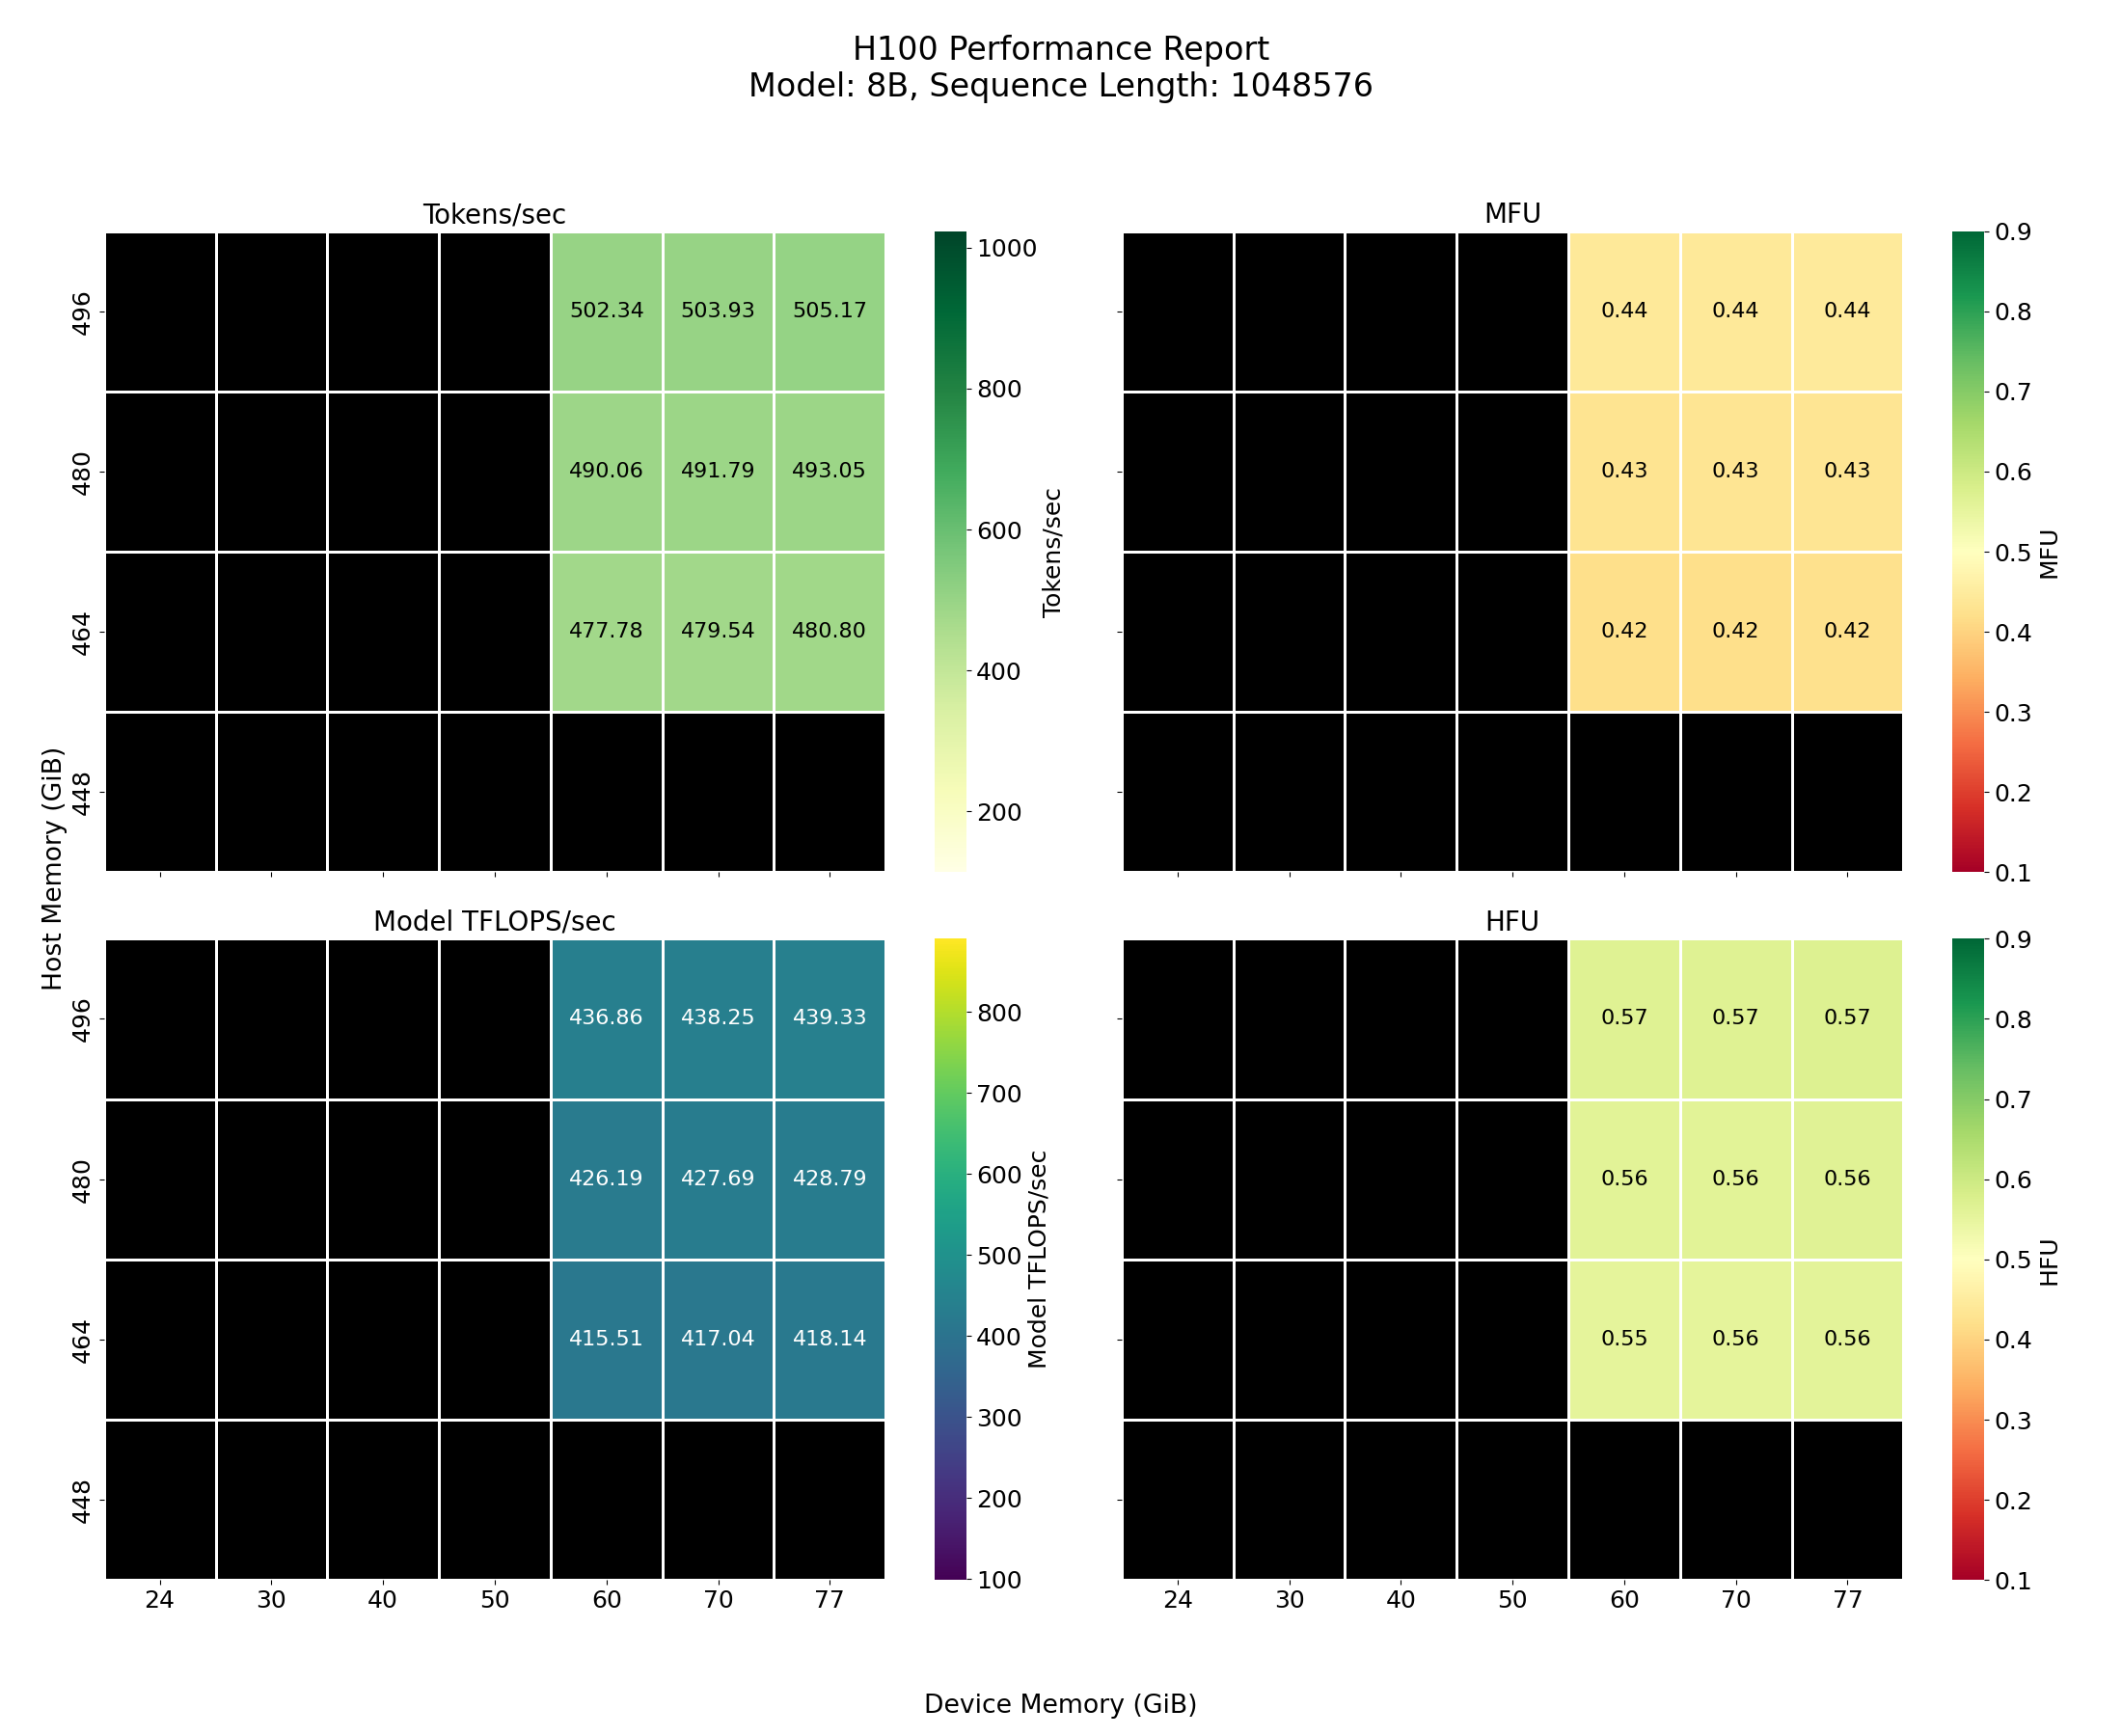 H100 Performance Report
Model: 8B, Sequence Length: 1048576
Tokens/sec
496
480
464
448
502.34 503.93 505.17
490.06 491.79 493.05
477.78 479.54 480.80
1000
800
600
400
200
Tokens/sec
MFU
0.44 0.44 0.44
0.43 0.43 0.43
0.42 0.42 0.42
0.9
0.8
0.7
0.6
0.5
0.4
0.3
0.2
0.1
MFU
Host Memory (GiB)
Model TFLOPS/sec
496
480
464
448
436.86 438.25 439.33
426.19 427.69 428.79
415.51 417.04 418.14
24 30 40 50 60 70 77
800
700
600
500
400
300
200
100
Model TFLOPS/sec
HFU
0.57 0.57 0.57
0.56 0.56 0.56
0.55 0.56 0.56
24 30 40 50 60 70 77
0.9
0.8
0.7
0.6
0.5
0.4
0.3
0.2
0.1
HFU
Device Memory (GiB)